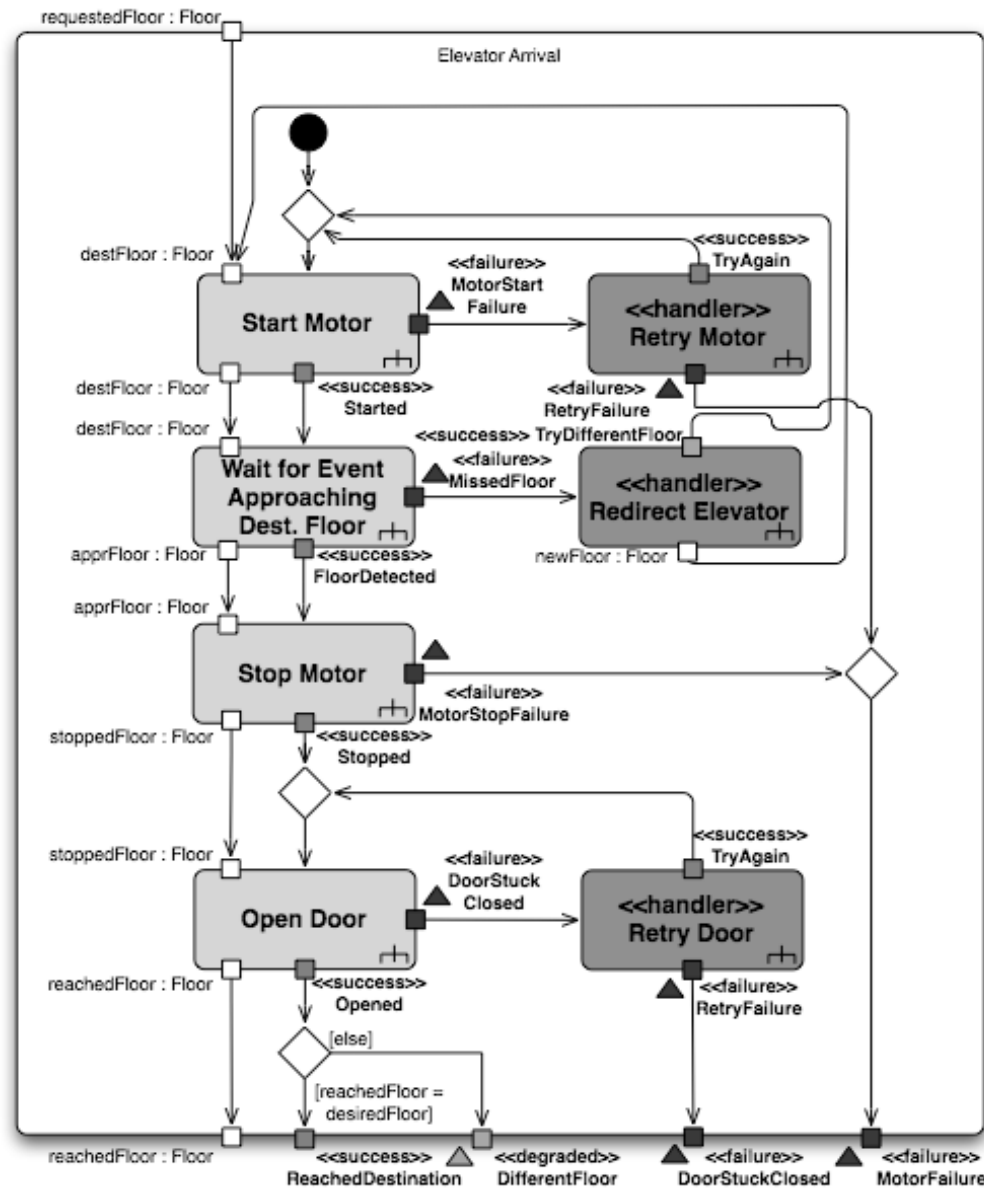 requestedFloor : Floor
Elevator Arrival
destFloor : Floor
<<success>>
TryAgain
<<failure>>
MotorStart
Failure
Start Motor
<<handler>>
Retry Motor
destFloor : Floor
<<success>>
Started
<<failure>>
RetryFailure
destFloor : Floor
<<success>> TryDifferentFloor
<<failure>>
MissedFloor
Wait for Event
Approaching
Dest. Floor
<<handler>>
Redirect Elevator
apprFloor : Floor
<<success>>
FloorDetected
newFloor : Floor
apprFloor : Floor
Stop Motor
<<failure>>
MotorStopFailure
stoppedFloor : Floor
<<success>>
Stopped
<<success>>
TryAgain
stoppedFloor : Floor
<<failure>>
DoorStuck
Closed
Open Door
<<handler>>
Retry Door
reachedFloor : Floor
<<success>>
Opened
<<failure>>
RetryFailure
[else]
[reachedFloor =
desiredFloor]
reachedFloor : Floor
<<success>>
ReachedDestination
<<degraded>>
DifferentFloor
<<failure>>
DoorStuckClosed
<<failure>>
MotorFailure